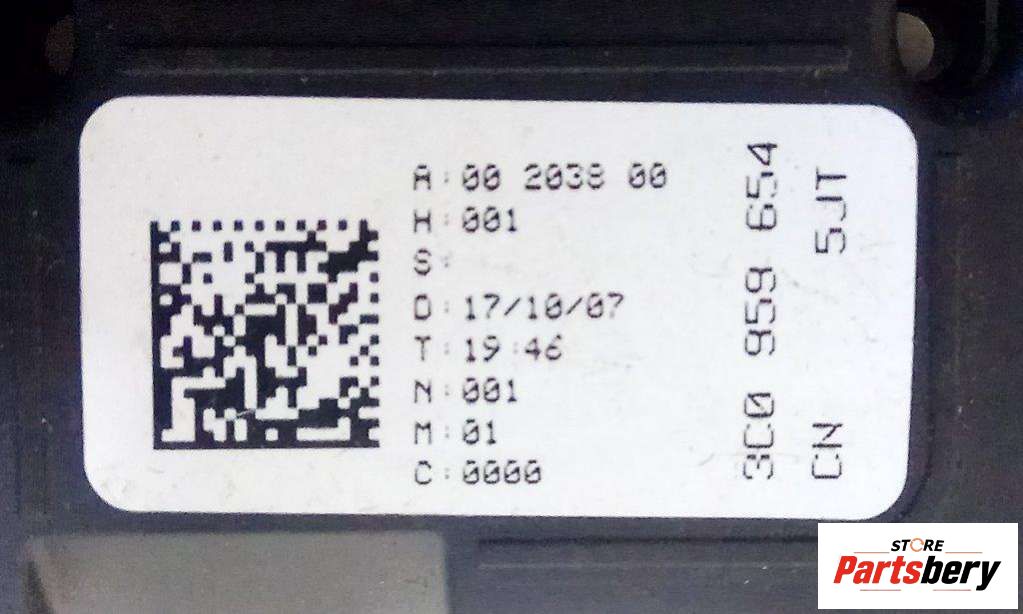 A:00 2038 00
H:001
S:
D:17/10/07
T:19:46
N:001
M:01
C:0000
3C0 959 654
CN 5JT
STORE
Partsbery